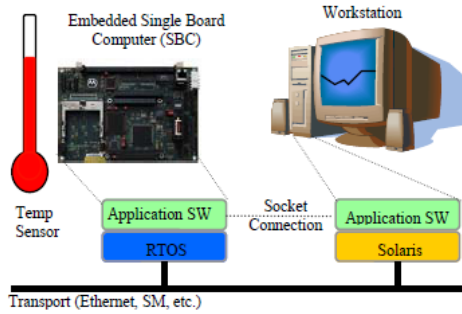 Embedded Single Board
Computer (SBC)
Workstation
Temp
Sensor
Application SW
RTOS
Socket
Connection
Application SW
Solaris
Transport (Ethernet, SM, etc.)